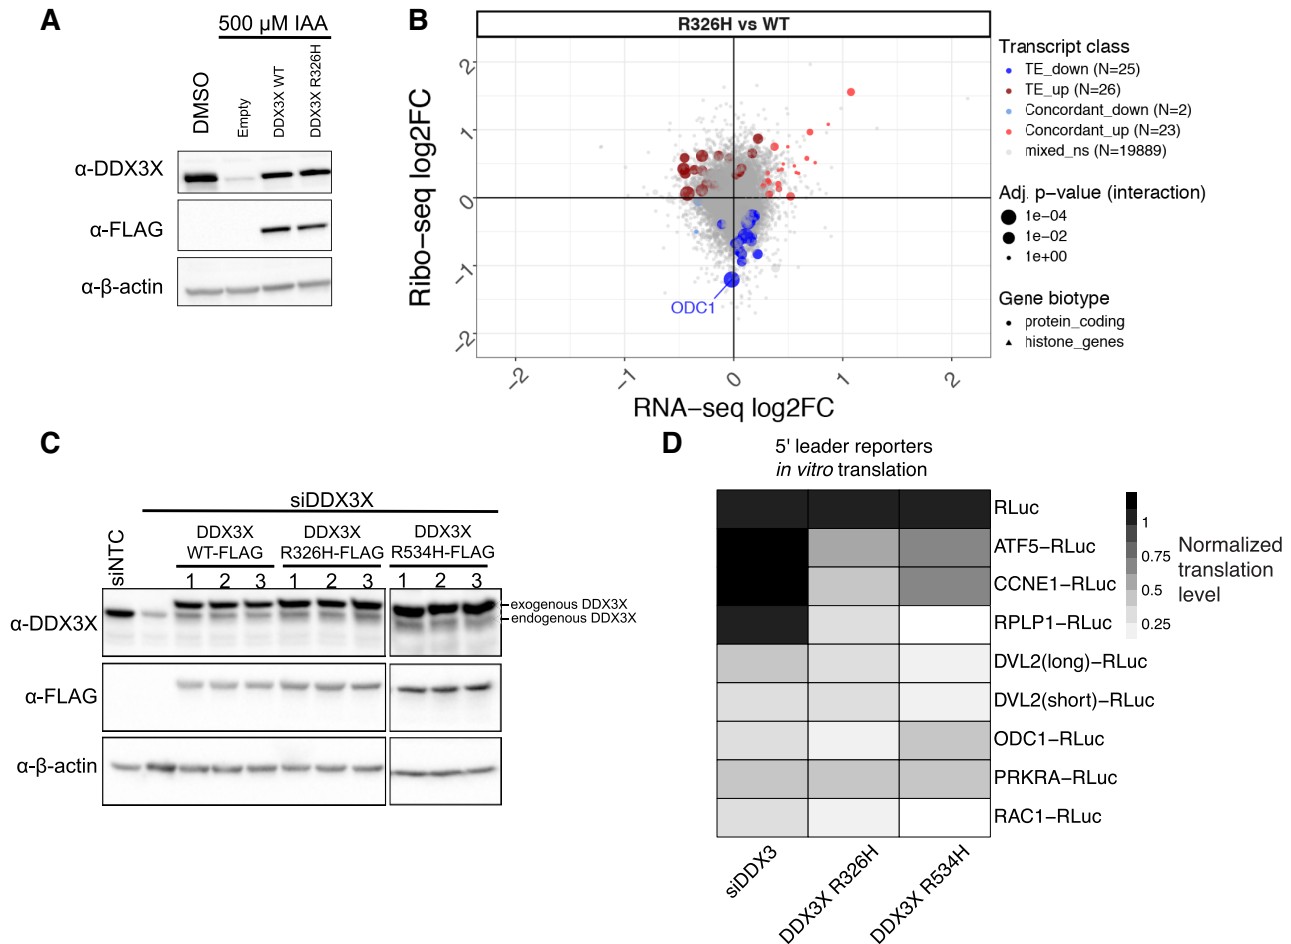 A
500 µM IAA
DMSO
Empty
DDX3X WT
DDX3X R326H
α-DDX3X
α-FLAG
α-β-actin
B
R326H vs WT
Ribo−seq log2FC
2
1
0
−1
−2
ODC1
−2
−1
0
1
2
RNA−seq log2FC
Transcript class
TE_down (N=25)
TE_up (N=26)
Concordant_down (N=2)
Concordant_up (N=23)
mixed_ns (N=19889)
Adj. p-value (interaction)
1e−04
1e−02
1e+00
Gene biotype
protein_coding
histone_genes
C
siDDX3X
siNTC
DDX3X
WT-FLAG
DDX3X
R326H-FLAG
DDX3X
R534H-FLAG
1 2 3
1 2 3
1 2 3
α-DDX3X
exogenous DDX3X
endogenous DDX3X
α-FLAG
α-β-actin
D
5' leader reporters
in vitro translation
RLuc
ATF5−RLuc
CCNE1−RLuc
RPLP1−RLuc
DVL2(long)−RLuc
DVL2(short)−RLuc
ODC1−RLuc
PRKRA−RLuc
RAC1−RLuc
siDDX3
DDX3X R326H
DDX3X R534H
1
0.75
0.5
0.25
Normalized
translation
level